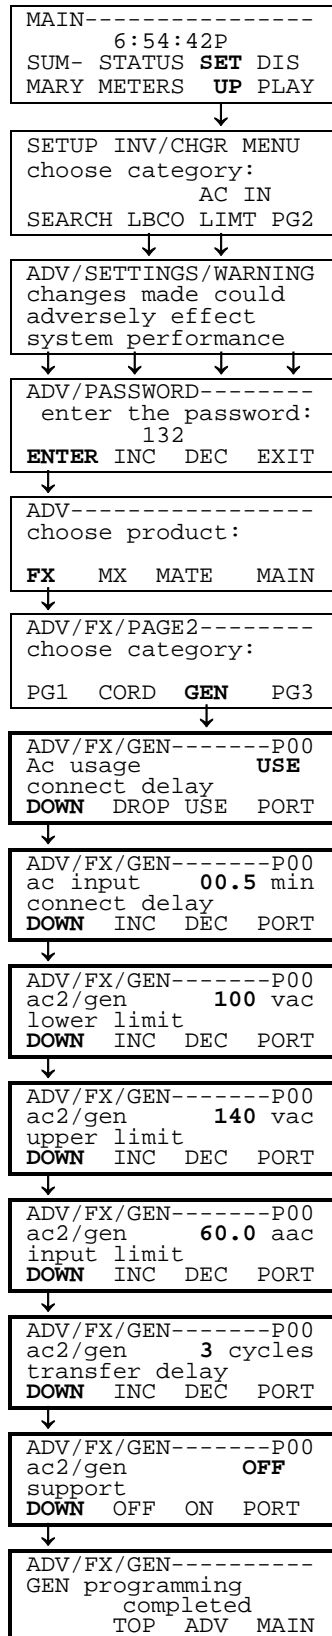 MAIN-----------------
6:54:42P
SUM- STATUS SET DIS
MARY METERS UP PLAY
SETUP INV/CHGR MENU
choose category:
AC IN
SEARCH LBCO LIMT PG2
ADV/SETTINGS/WARNING
changes made could
adversely effect
system performance
ADV/PASSWORD--------
enter the password:
132
ENTER INC DEC EXIT
ADV-----------------
choose product:
FX MX MATE MAIN
ADV/FX/PAGE2--------
choose category:
PG1 CORD GEN PG3
ADV/FX/GEN-------P00
Ac usage USE
connect delay
DOWN DROP USE PORT
ADV/FX/GEN-------P00
ac input 00.5 min
connect delay
DOWN INC DEC PORT
ADV/FX/GEN-------P00
ac2/gen 100 vac
lower limit
DOWN INC DEC PORT
ADV/FX/GEN-------P00
ac2/gen 140 vac
upper limit
DOWN INC DEC PORT
ADV/FX/GEN-------P00
ac2/gen 60.0 aac
input limit
DOWN INC DEC PORT
ADV/FX/GEN-------P00
ac2/gen 3 cycles
transfer delay
DOWN INC DEC PORT
ADV/FX/GEN-------P00
ac2/gen OFF
support
DOWN OFF ON PORT
ADV/FX/GEN----------
GEN programming
completed
TOP ADV MAIN